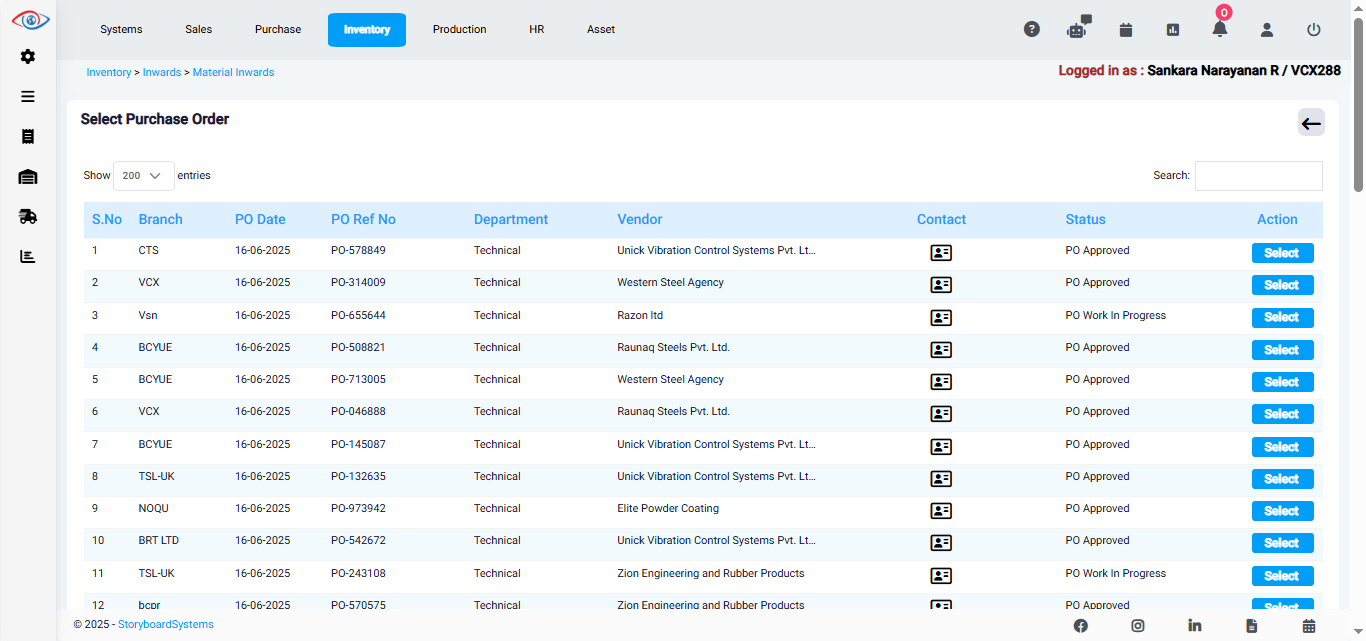 Systems Sales Purchase Inventory Production HR Asset 0
Inventory > Inwards > Material Inwards Logged in as : Sankara Narayanan R / VCX288
Select Purchase Order
Show 200 entries Search:
S.No Branch PO Date PO Ref No Department Vendor Contact Status Action
1 CTS 16-06-2025 PO-578849 Technical Unick Vibration Control Systems Pvt. Lt... PO Approved Select
2 VCX 16-06-2025 PO-314009 Technical Western Steel Agency PO Approved Select
3 Vsn 16-06-2025 PO-655644 Technical Razon ltd PO Work In Progress Select
4 BCYUE 16-06-2025 PO-508821 Technical Raunaq Steels Pvt. Ltd. PO Approved Select
5 BCYUE 16-06-2025 PO-713005 Technical Western Steel Agency PO Approved Select
6 VCX 16-06-2025 PO-046888 Technical Raunaq Steels Pvt. Ltd. PO Approved Select
7 BCYUE 16-06-2025 PO-145087 Technical Unick Vibration Control Systems Pvt. Lt... PO Approved Select
8 TSL-UK 16-06-2025 PO-132635 Technical Unick Vibration Control Systems Pvt. Lt... PO Approved Select
9 NOQU 16-06-2025 PO-973942 Technical Elite Powder Coating PO Approved Select
10 BRT LTD 16-06-2025 PO-542672 Technical Unick Vibration Control Systems Pvt. Lt... PO Approved Select
11 TSL-UK 16-06-2025 PO-243108 Technical Zion Engineering and Rubber Products PO Work In Progress Select
12 bcpr 16-06-2025 PO-570575 Technical Zion Engineering and Rubber Products PO Approved Select
© 2025 - StoryboardSystems